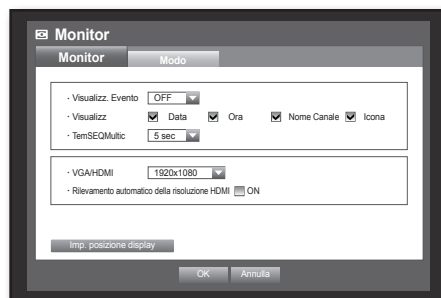 Monitor
Monitor Modo
· Visualizz. Evento OFF
· Visualizz Data Ora Nome Canale Icona
· TemSEQMultic 5 sec
· VGA/HDMI 1920x1080
· Rilevamento automatico della risoluzione HDMI ON
Imp. posizione display
OK Annulla